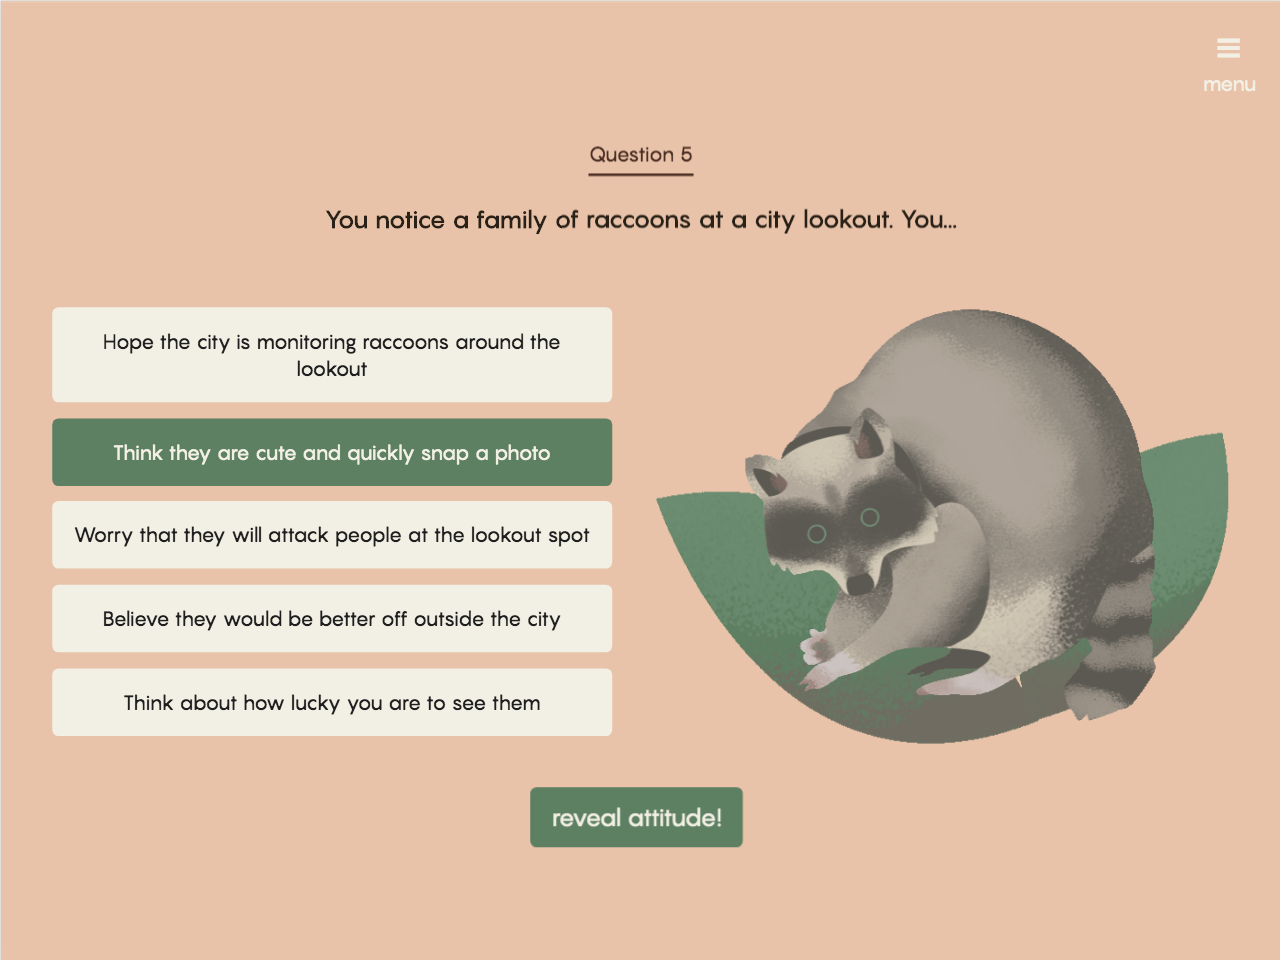 menu
Question 5
You notice a family of raccoons at a city lookout. You...
Hope the city is monitoring raccoons around the
lookout
Think they are cute and quickly snap a photo
Worry that they will attack people at the lookout spot
Believe they would be better off outside the city
Think about how lucky you are to see them
reveal attitude!